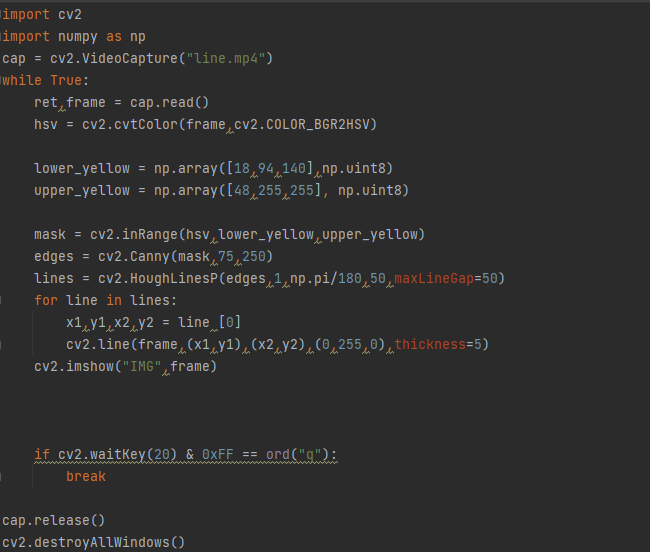 import cv2
import numpy as np
cap = cv2.VideoCapture("line.mp4")
while True:
    ret,frame = cap.read()
    hsv = cv2.cvtColor(frame,cv2.COLOR_BGR2HSV)

    lower_yellow = np.array([18,94,140],np.uint8)
    upper_yellow = np.array([48,255,255], np.uint8)

    mask = cv2.inRange(hsv,lower_yellow,upper_yellow)
    edges = cv2.Canny(mask,75,250)
    lines = cv2.HoughLinesP(edges,1,np.pi/180,50,maxLineGap=50)
    for line in lines:
        x1,y1,x2,y2 = line [0]
        cv2.line(frame,(x1,y1),(x2,y2),(0,255,0),thickness=5)
    cv2.imshow("IMG",frame)

    if cv2.waitKey(20) & 0xFF == ord("q"):
        break

cap.release()
cv2.destroyAllWindows()